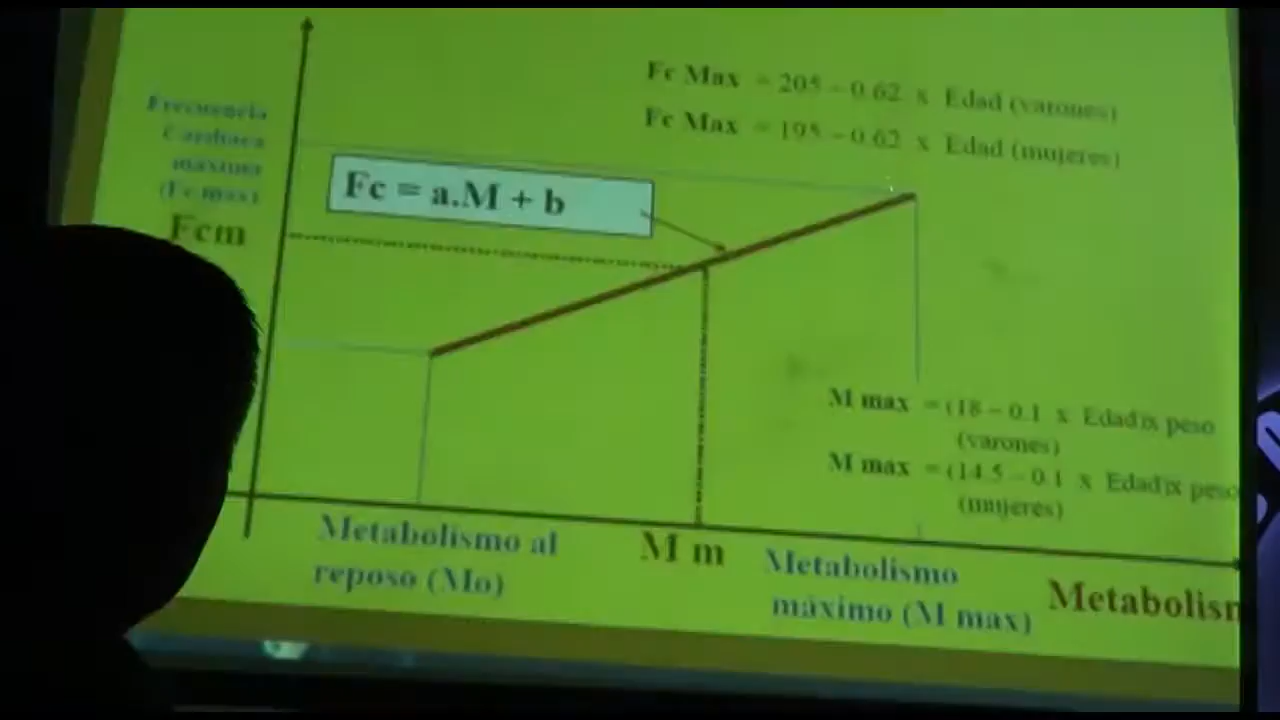 Fc Max = 205 – 0.62 x Edad (varones)
Fc Max = 195 – 0.62 x Edad (mujeres)
Frecuencia
Cardiaca
máxima
(Fc max)
Fc = a.M + b
Fcm
M max = (18 – 0.1 x Edad)x peso
(varones)
M max = (14.5 – 0.1 x Edad)x peso
(mujeres)
Metabolismo al
reposo (Mo)
M m
Metabolismo
máximo (M max)
Metabolism